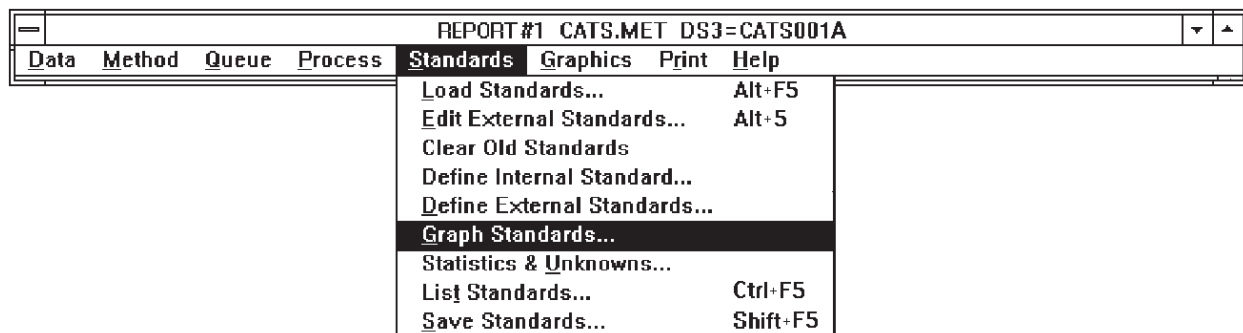 REPORT#1 CATS.MET DS3=CATS001A
Data Method Queue Process Standards Graphics Print Help
Load Standards... Alt+F5
Edit External Standards... Alt+5
Clear Old Standards
Define Internal Standard...
Define External Standards...
Graph Standards...
Statistics & Unknowns...
List Standards... Ctrl+F5
Save Standards... Shift+F5